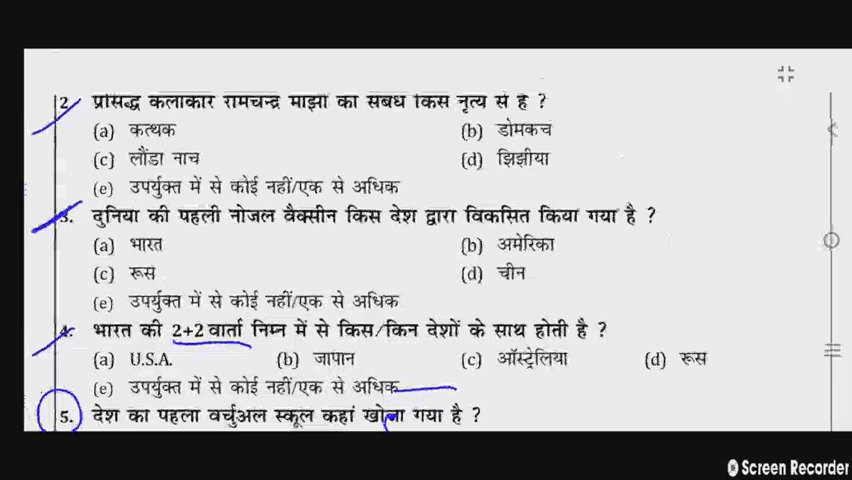 2 प्रसिद्ध कलाकार रामचन्द्र माझी का संबंध किस नृत्य से है ?
(a) कत्थक (b) डोमकच
(c) लौंडा नाच (d) झिझीया
(e) उपर्युक्त में से कोई नहीं/एक से अधिक
3. दुनिया की पहली नोजल वैक्सीन किस देश द्वारा विकसित किया गया है ?
(a) भारत (b) अमेरिका
(c) रूस (d) चीन
(e) उपर्युक्त में से कोई नहीं/एक से अधिक
4. भारत की 2+2 वार्ता निम्न में से किस/किन देशों के साथ होती है ?
(a) U.S.A. (b) जापान (c) ऑस्ट्रेलिया (d) रूस
(e) उपर्युक्त में से कोई नहीं/एक से अधिक
5. देश का पहला वर्चुअल स्कूल कहां खोला गया है ?
Screen Recorder